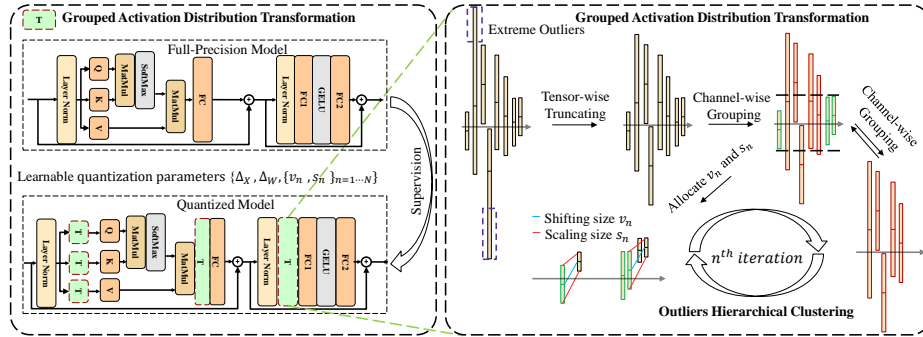 T
Grouped Activation Distribution Transformation
Full-Precision Model
Layer Norm
Q
K
V
MatMul
SoftMax
MatMul
FC
Layer Norm
FC1
GELU
FC2
Supervision
Learnable quantization parameters {Δ_X , Δ_W,{v_n , s_n }_{n=1⋯N}}
Quantized Model
Layer Norm
T
T
T
Q
K
V
MatMul
SoftMax
MatMul
T
FC
Layer Norm
T
FC1
GELU
FC2
Grouped Activation Distribution Transformation
Extreme Outliers
Tensor-wise
Truncating
Channel-wise
Grouping
Channel-wise
Grouping
Allocate v_n and s_n
Shifting size v_n
Scaling size s_n
n^th iteration
Outliers Hierarchical Clustering